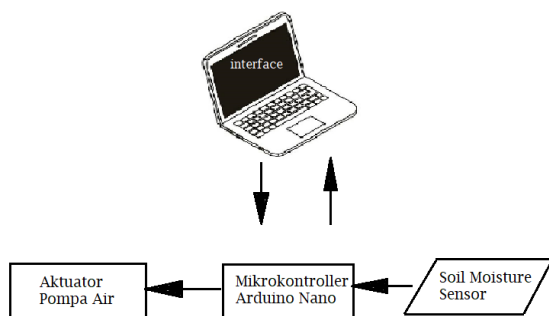 interface
Aktuator
Pompa Air
Mikrokontroller
Arduino Nano
Soil Moisture
Sensor